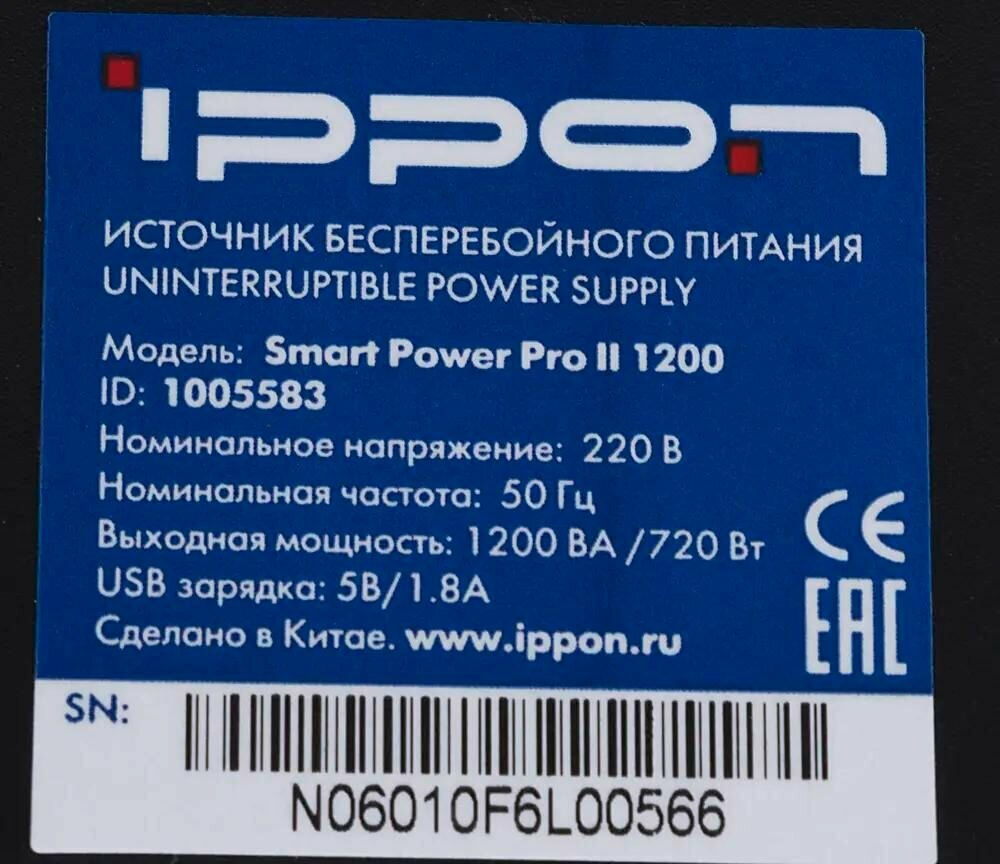 ippon
ИСТОЧНИК БЕСПЕРЕБОЙНОГО ПИТАНИЯ
UNINTERRUPTIBLE POWER SUPPLY
Модель: Smart Power Pro II 1200
ID: 1005583
Номинальное напряжение: 220 В
Номинальная частота: 50 Гц
Выходная мощность: 1200 ВА /720 Вт
USB зарядка: 5В/1.8А
Сделано в Китае. www.ippon.ru
CE
EAC
SN:
N06010F6L00566